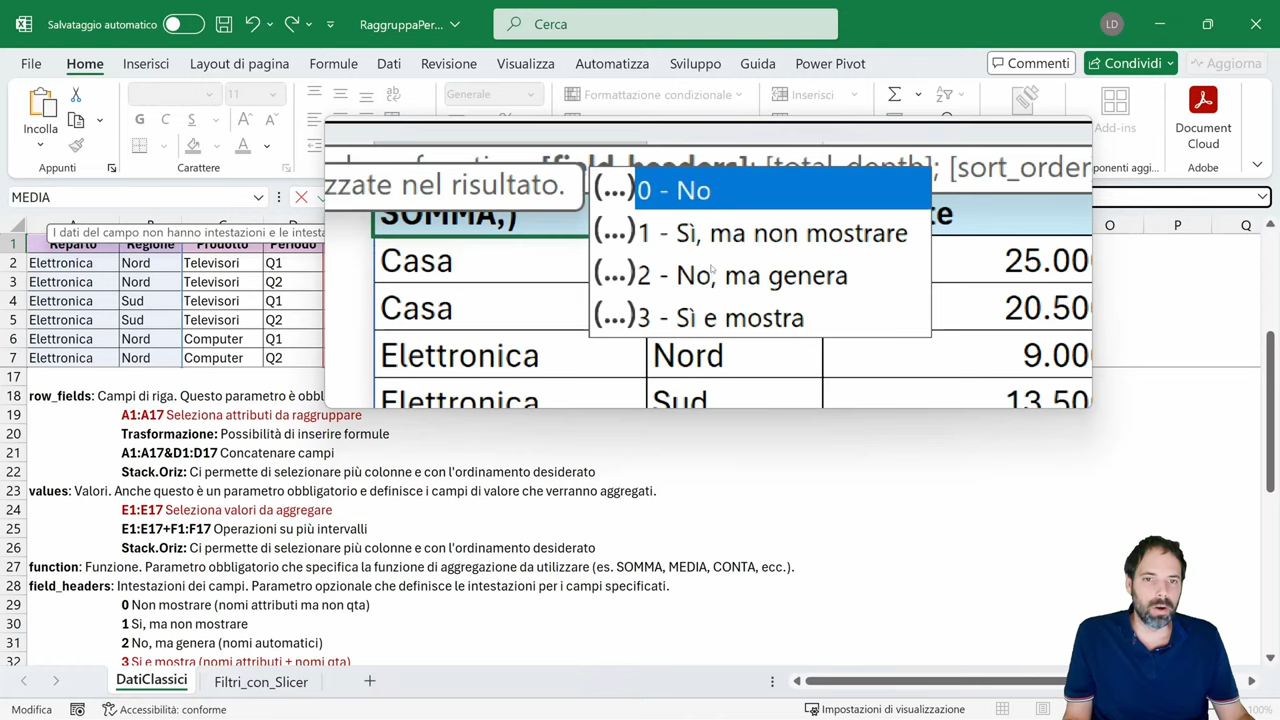 Salvataggio automatico
RaggruppaPer...
Cerca
LD
File
Home
Inserisci
Layout di pagina
Formule
Dati
Revisione
Visualizza
Automatizza
Sviluppo
Guida
Power Pivot
Commenti
Condividi
Aggiorna
Incolla
11
Generale
Formattazione condizionale
Inserisci
Add-ins
Document
Cloud
G C S
Appunti
Carattere
MEDIA
[field_headers]; [total_depth]; [sort_order
zzate nel risultato.
(...)0 - No
(...)1 - Sì, ma non mostrare
(...)2 - No, ma genera
(...)3 - Sì e mostra
SOMMA,)
Casa 25.00
Casa 20.50
Elettronica Nord 9.00
Elettronica Sud 13.50
O P Q
I dati del campo non hanno intestazioni e le intesta
1 Reparto Regione Prodotto Periodo
2 Elettronica Nord Televisori Q1
3 Elettronica Nord Televisori Q2
4 Elettronica Sud Televisori Q1
5 Elettronica Sud Televisori Q2
6 Elettronica Nord Computer Q1
7 Elettronica Nord Computer Q2
17
18 row_fields: Campi di riga. Questo parametro è obbl
19 A1:A17 Seleziona attributi da raggruppare
20 Trasformazione: Possibilità di inserire formule
21 A1:A17&D1:D17 Concatenare campi
22 Stack.Oriz: Ci permette di selezionare più colonne e con l'ordinamento desiderato
23 values: Valori. Anche questo è un parametro obbligatorio e definisce i campi di valore che verranno aggregati.
24 E1:E17 Seleziona valori da aggregare
25 E1:E17+F1:F17 Operazioni su più intervalli
26 Stack.Oriz: Ci permette di selezionare più colonne e con l'ordinamento desiderato
27 function: Funzione. Parametro obbligatorio che specifica la funzione di aggregazione da utilizzare (es. SOMMA, MEDIA, CONTA, ecc.).
28 field_headers: Intestazioni dei campi. Parametro opzionale che definisce le intestazioni per i campi specificati.
29 0 Non mostrare (nomi attributi ma non qta)
30 1 Si, ma non mostrare
31 2 No, ma genera (nomi automatici)
32 3 Si e mostra (nomi attributi + nomi qta)
DatiClassici
Filtri_con_Slicer
Modifica
Accessibilità: conforme
Impostazioni di visualizzazione
100%